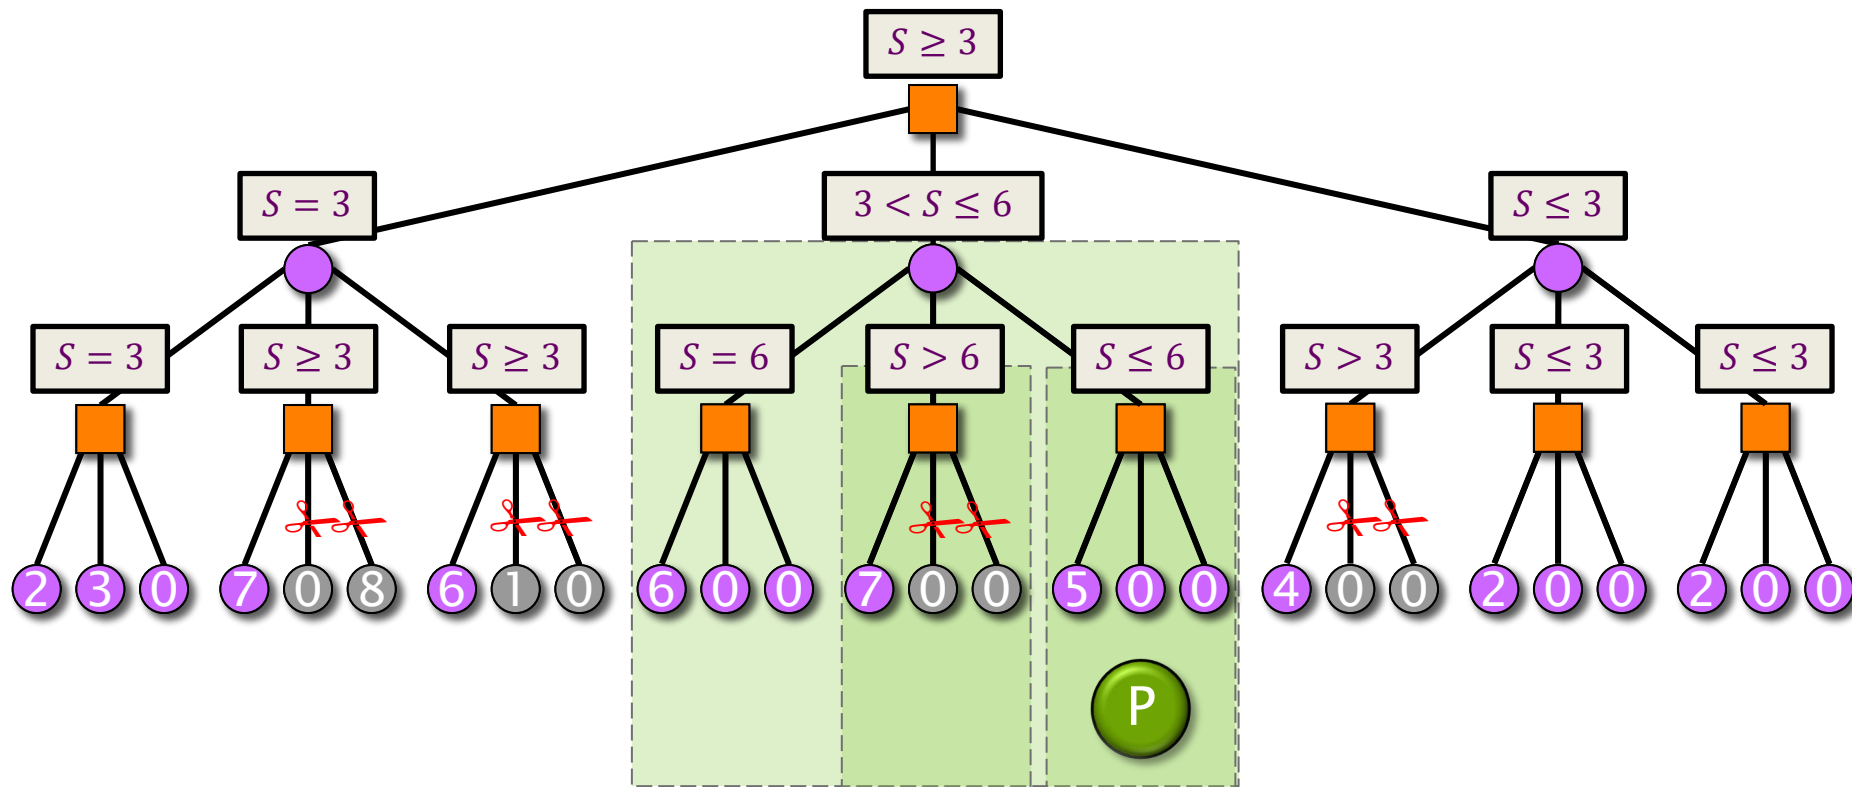 S ≥ 3
S = 3 3 < S ≤ 6 S ≤ 3
S = 3 S ≥ 3 S ≥ 3 S = 6 S > 6 S ≤ 6 S > 3 S ≤ 3 S ≤ 3
2 3 0 7 0 8 6 1 0 6 0 0 7 0 0 5 0 0 4 0 0 2 0 0 2 0 0
P